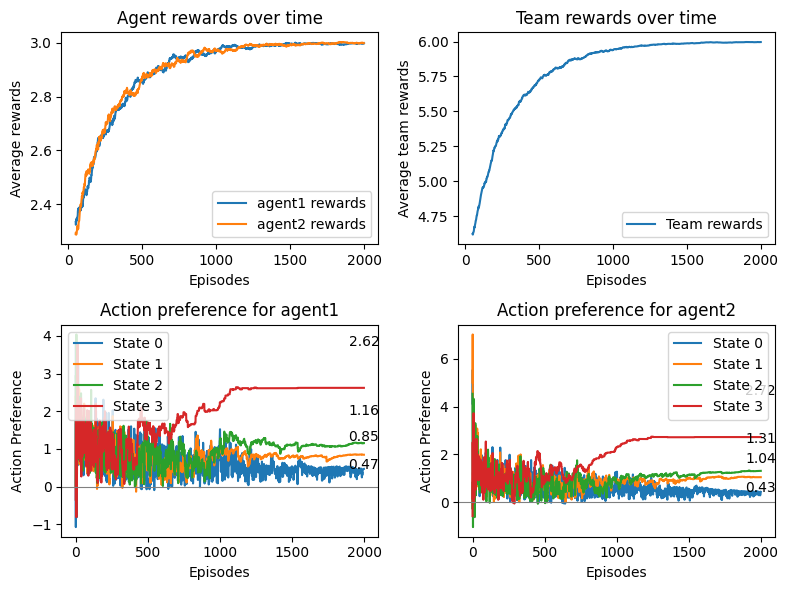 Agent rewards over time
Average rewards
3.0
2.8
2.6
2.4
0
500
1000
1500
2000
Episodes
agent1 rewards
agent2 rewards
Team rewards over time
Average team rewards
6.00
5.75
5.50
5.25
5.00
4.75
0
500
1000
1500
2000
Episodes
Team rewards
Action preference for agent1
Action Preference
4
3
2
1
0
−1
0
500
1000
1500
2000
Episodes
State 0
State 1
State 2
State 3
2.62
1.16
0.85
0.47
Action preference for agent2
Action Preference
6
4
2
0
0
500
1000
1500
2000
Episodes
State 0
State 1
State 2
State 3
2.72
1.31
1.04
0.43